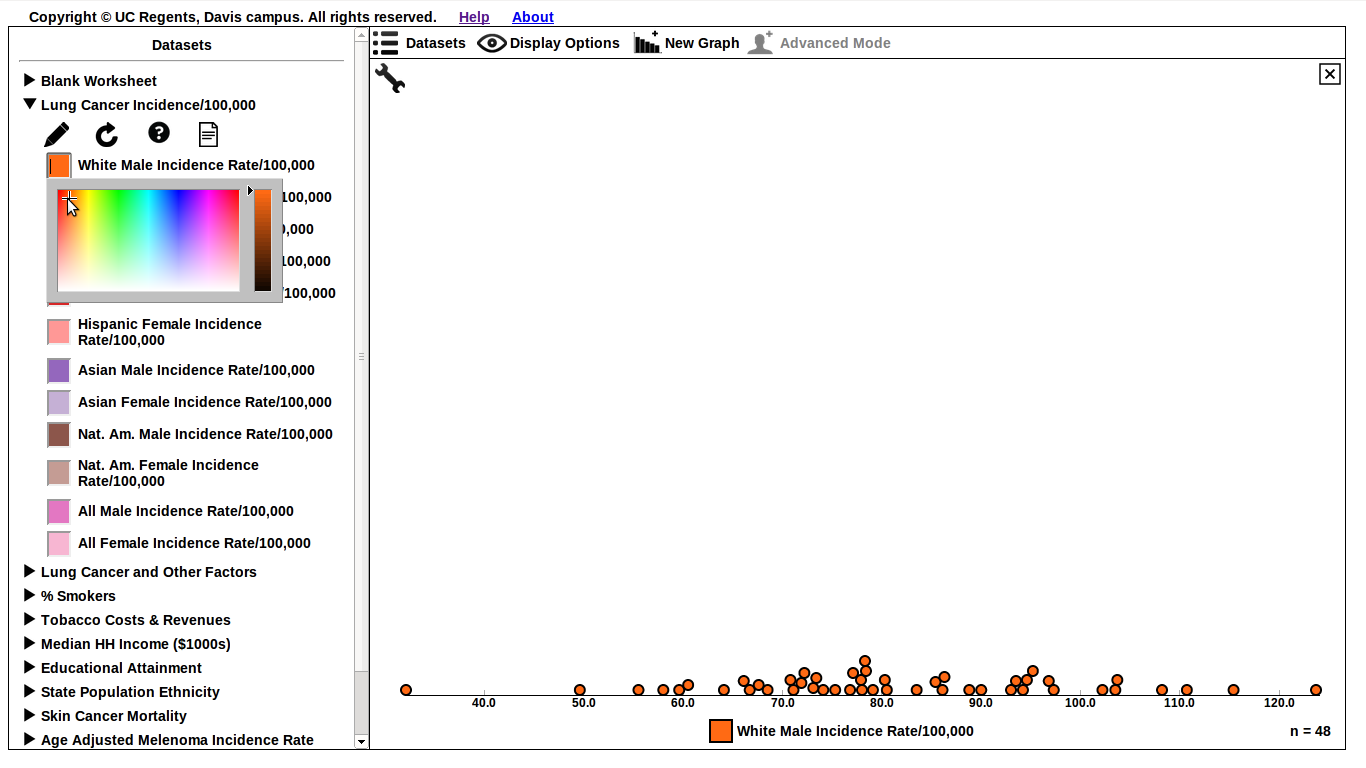 Copyright © UC Regents, Davis campus. All rights reserved. Help About
Datasets
Blank Worksheet
Lung Cancer Incidence/100,000
White Male Incidence Rate/100,000
100,000
0,000
100,000
/100,000
Hispanic Female Incidence
Rate/100,000
Asian Male Incidence Rate/100,000
Asian Female Incidence Rate/100,000
Nat. Am. Male Incidence Rate/100,000
Nat. Am. Female Incidence
Rate/100,000
All Male Incidence Rate/100,000
All Female Incidence Rate/100,000
Lung Cancer and Other Factors
% Smokers
Tobacco Costs & Revenues
Median HH Income ($1000s)
Educational Attainment
State Population Ethnicity
Skin Cancer Mortality
Age Adjusted Melenoma Incidence Rate
Datasets Display Options New Graph Advanced Mode
40.0 50.0 60.0 70.0 80.0 90.0 100.0 110.0 120.0
White Male Incidence Rate/100,000 n = 48